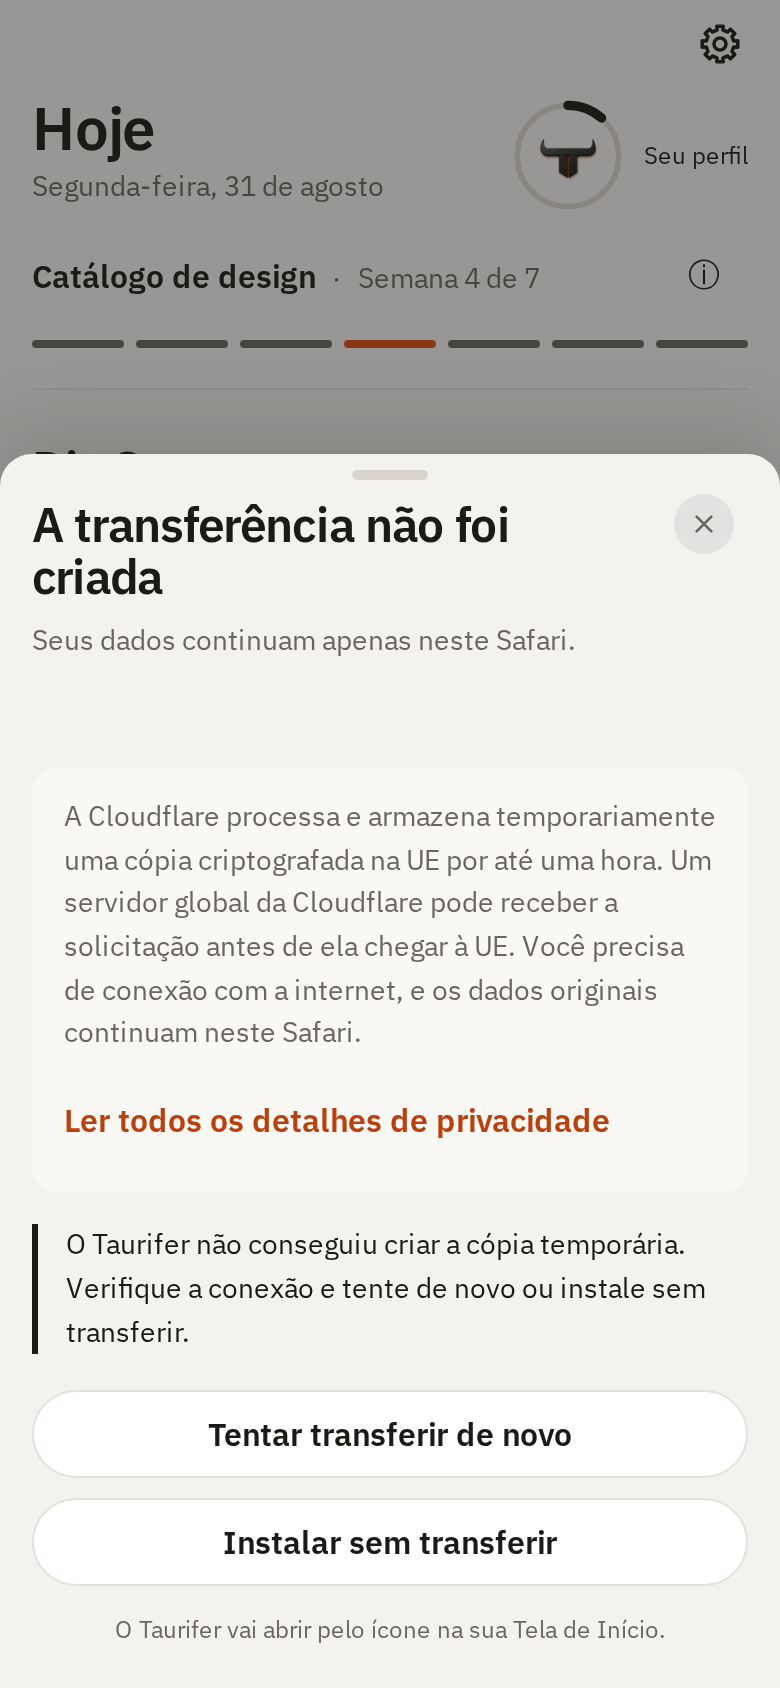 Hoje
Segunda-feira, 31 de agosto
Seu perfil
Catálogo de design · Semana 4 de 7
A transferência não foi
criada
Seus dados continuam apenas neste Safari.
A Cloudflare processa e armazena temporariamente
uma cópia criptografada na UE por até uma hora. Um
servidor global da Cloudflare pode receber a
solicitação antes de ela chegar à UE. Você precisa
de conexão com a internet, e os dados originais
continuam neste Safari.
Ler todos os detalhes de privacidade
O Taurifer não conseguiu criar a cópia temporária.
Verifique a conexão e tente de novo ou instale sem
transferir.
Tentar transferir de novo
Instalar sem transferir
O Taurifer vai abrir pelo ícone na sua Tela de Início.